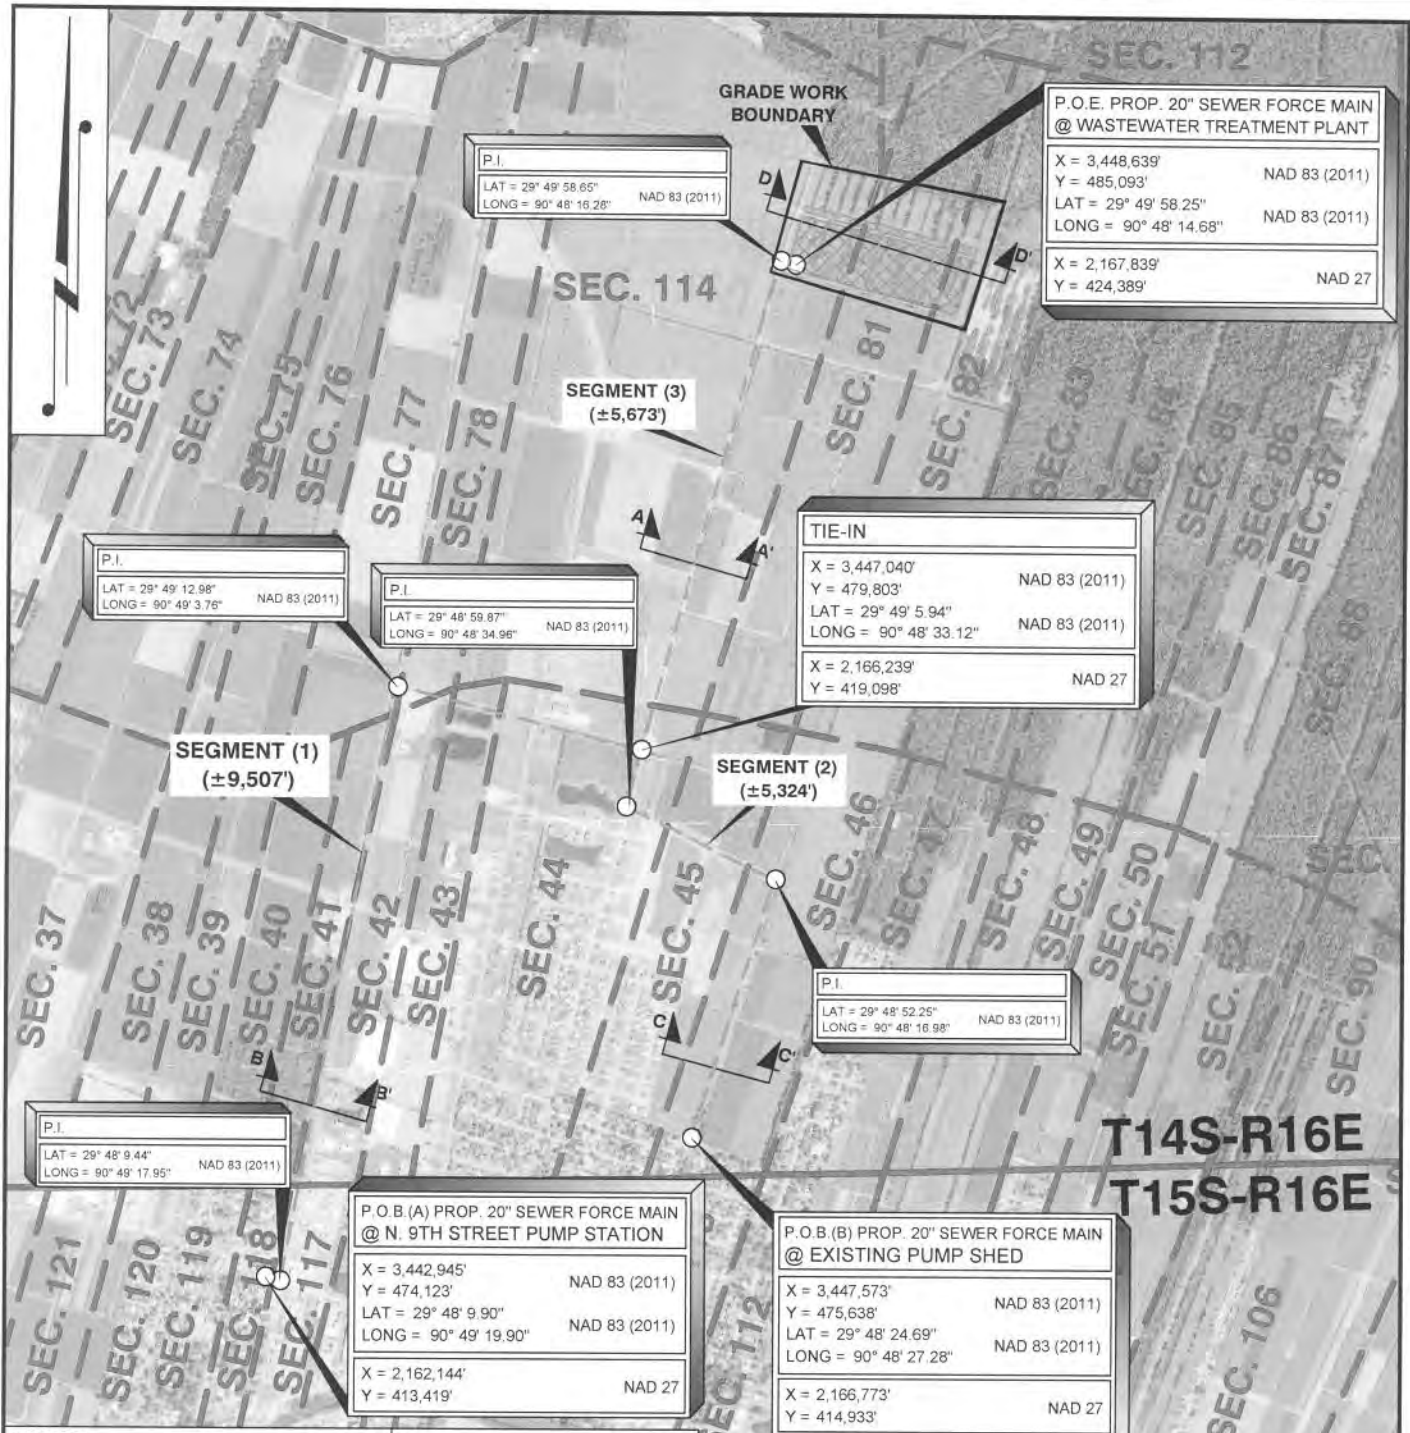 SEC. 112
GRADE WORK
BOUNDARY
P.O.E. PROP. 20" SEWER FORCE MAIN
@ WASTEWATER TREATMENT PLANT
X = 3,448,639'
Y = 485,093'
NAD 83 (2011)
LAT = 29° 49' 58.25"
LONG = 90° 48' 14.68"
NAD 83 (2011)
X = 2,167,839'
Y = 424,389'
NAD 27
P.I.
LAT = 29° 49' 58.65"
LONG = 90° 48' 16.28"
NAD 83 (2011)
D
D'
SEC. 114
SEC. 73
SEC. 74
SEC. 75
SEC. 76
SEC. 77
SEC. 78
SEC. 81
SEC. 82
SEC. 83
SEC. 84
SEC. 85
SEC. 86
SEC. 87
SEC. 88
SEGMENT (3)
(±5,673')
A
A'
TIE-IN
X = 3,447,040'
Y = 479,803'
NAD 83 (2011)
LAT = 29° 49' 5.94"
LONG = 90° 48' 33.12"
NAD 83 (2011)
X = 2,166,239'
Y = 419,098'
NAD 27
P.I.
LAT = 29° 49' 12.98"
LONG = 90° 49' 3.76"
NAD 83 (2011)
P.I.
LAT = 29° 48' 59.87"
LONG = 90° 48' 34.96"
NAD 83 (2011)
SEGMENT (1)
(±9,507')
SEGMENT (2)
(±5,324')
SEC.
SEC. 37
SEC. 38
SEC. 39
SEC. 40
SEC. 41
SEC. 42
SEC. 43
SEC. 44
SEC. 45
SEC. 46
SEC. 47
SEC. 48
SEC. 49
SEC. 50
SEC. 51
SEC. 52
SEC. 90
P.I.
LAT = 29° 48' 52.25"
LONG = 90° 48' 16.98"
NAD 83 (2011)
B
B'
C
C'
T14S-R16E
T15S-R16E
P.I.
LAT = 29° 48' 9.44"
LONG = 90° 49' 17.95"
NAD 83 (2011)
P.O.B.(A) PROP. 20" SEWER FORCE MAIN
@ N. 9TH STREET PUMP STATION
X = 3,442,945'
Y = 474,123'
NAD 83 (2011)
LAT = 29° 48' 9.90"
LONG = 90° 49' 19.90"
NAD 83 (2011)
X = 2,162,144'
Y = 413,419'
NAD 27
P.O.B.(B) PROP. 20" SEWER FORCE MAIN
@ EXISTING PUMP SHED
X = 3,447,573'
Y = 475,638'
NAD 83 (2011)
LAT = 29° 48' 24.69"
LONG = 90° 48' 27.28"
NAD 83 (2011)
X = 2,166,773'
Y = 414,933'
NAD 27
SEC. 121
SEC. 120
SEC. 119
SEC. 118
SEC. 117
SEC. 112
SEC. 106